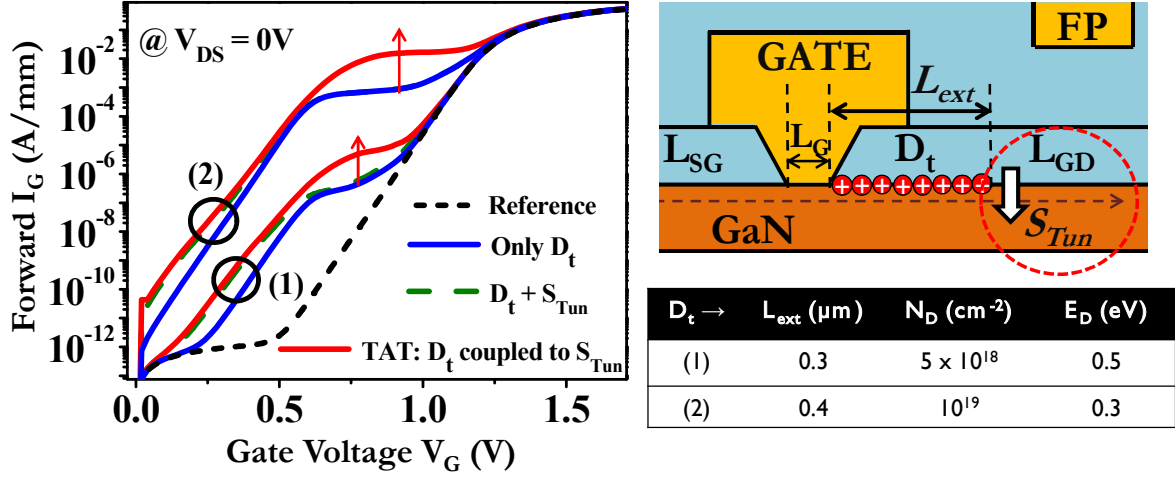 Forward I_G (A/mm)
10^-2
10^-4
10^-6
10^-8
10^-10
10^-12
@ V_DS = 0V
(2)
(1)
Reference
Only D_t
D_t + S_Tun
TAT: D_t coupled to S_Tun
0.0 0.5 1.0 1.5
Gate Voltage V_G (V)
FP
GATE
L_ext
L_G
L_SG
D_t
L_GD
+ + + + + + + +
GaN
S_Tun
D_t → L_ext (µm) N_D (cm^-2) E_D (eV)
(1) 0.3 5 x 10^18 0.5
(2) 0.4 10^19 0.3